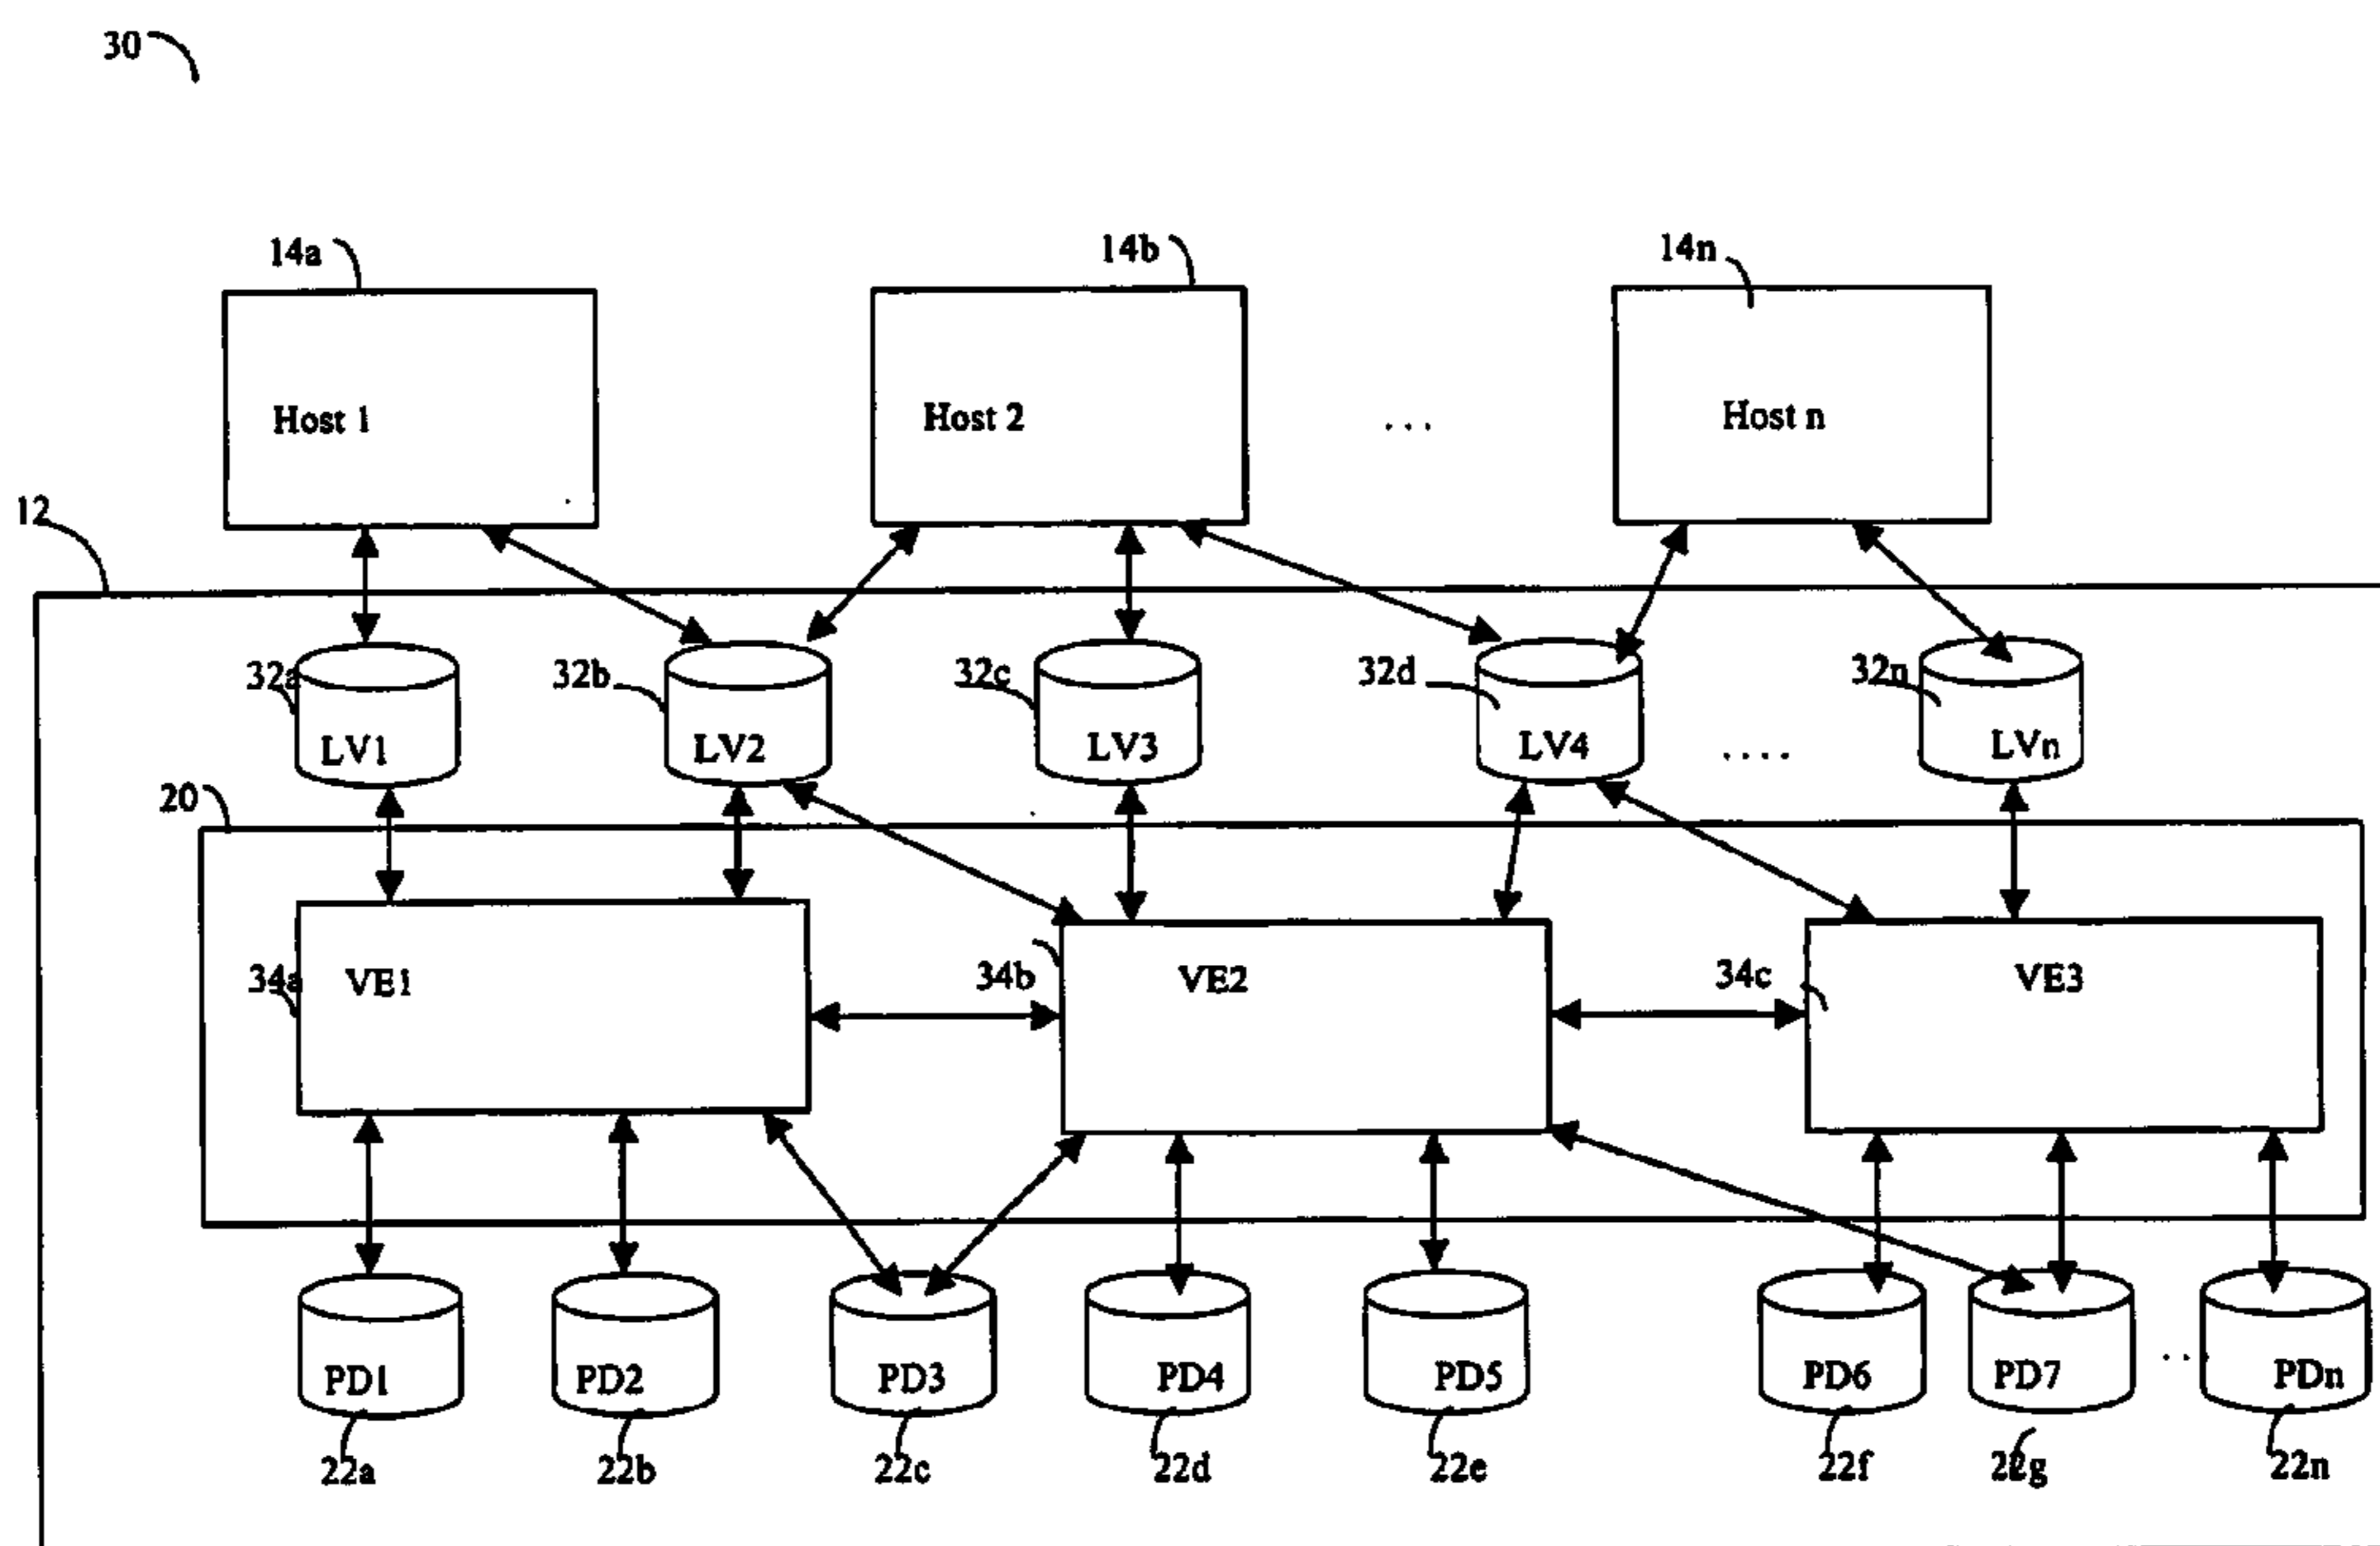 30
14a 14b 14n
Host 1 Host 2 ... Host n
12
32a 32b 32c 32d 32n
LV1 LV2 LV3 LV4 .... LVn
20
34a VE1 34b VE2 34c VE3
PD1 PD2 PD3 PD4 PD5 PD6 PD7 ... PDn
22a 22b 22c 22d 22e 22f 22g 22n